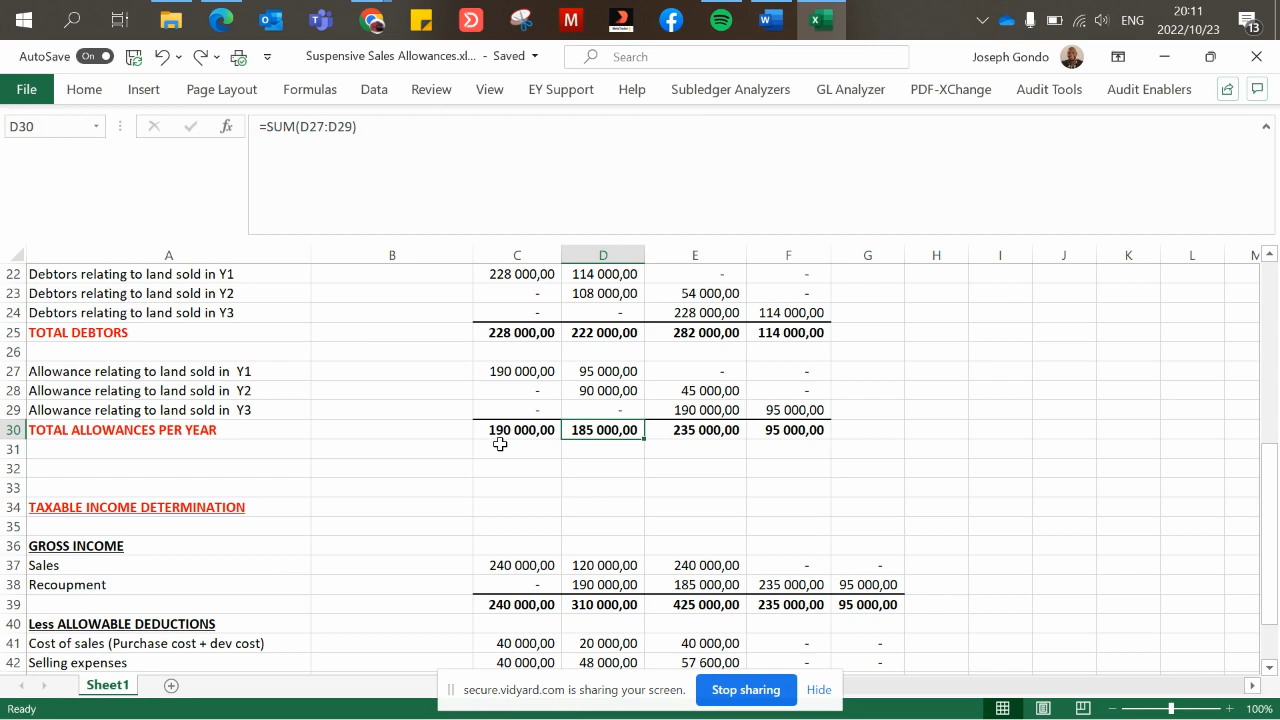 ENG
20:11
2022/10/23
13
AutoSave On
Suspensive Sales Allowances.xl... - Saved
Search
Joseph Gondo
File Home Insert Page Layout Formulas Data Review View EY Support Help Subledger Analyzers GL Analyzer PDF-XChange Audit Tools Audit Enablers
D30 fx =SUM(D27:D29)
A B C D E F G H I J K L M
22 Debtors relating to land sold in Y1 228 000,00 114 000,00 - -
23 Debtors relating to land sold in Y2 - 108 000,00 54 000,00 -
24 Debtors relating to land sold in Y3 - - 228 000,00 114 000,00
25 TOTAL DEBTORS 228 000,00 222 000,00 282 000,00 114 000,00
26
27 Allowance relating to land sold in Y1 190 000,00 95 000,00 - -
28 Allowance relating to land sold in Y2 - 90 000,00 45 000,00 -
29 Allowance relating to land sold in Y3 - - 190 000,00 95 000,00
30 TOTAL ALLOWANCES PER YEAR 190 000,00 185 000,00 235 000,00 95 000,00
31
32
33
34 TAXABLE INCOME DETERMINATION
35
36 GROSS INCOME
37 Sales 240 000,00 120 000,00 240 000,00 - -
38 Recoupment - 190 000,00 185 000,00 235 000,00 95 000,00
39 240 000,00 310 000,00 425 000,00 235 000,00 95 000,00
40 Less ALLOWABLE DEDUCTIONS
41 Cost of sales (Purchase cost + dev cost) 40 000,00 20 000,00 40 000,00 - -
42 Selling expenses 40 000,00 48 000,00 57 600,00 - -
Sheet1
secure.vidyard.com is sharing your screen. Stop sharing Hide
Ready
100%